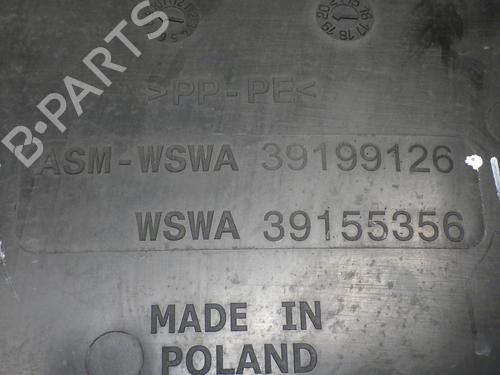 >PP-PE<
ASM-WSWA 39199126
WSWA 39155356
MADE IN
POLAND
B-PARTS